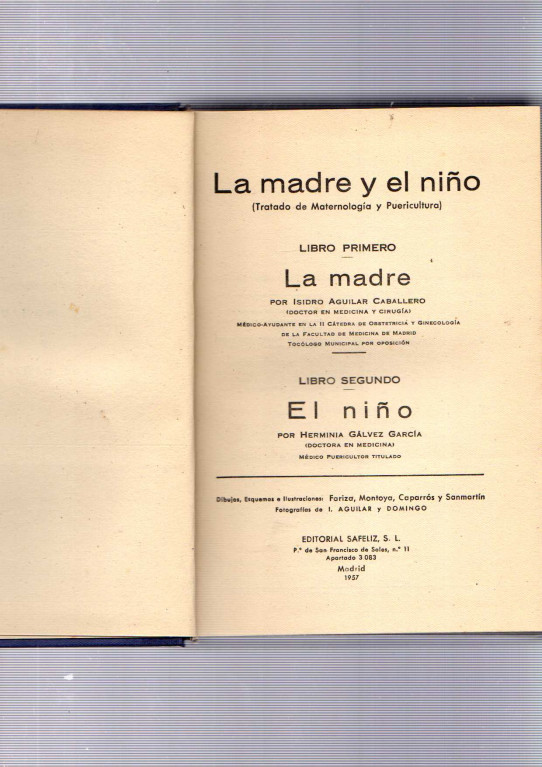 La madre y el niño
(Tratado de Maternología y Puericultura)
LIBRO PRIMERO
La madre
POR ISIDRO AGUILAR CABALLERO
(DOCTOR EN MEDICINA Y CIRUGÍA)
MÉDICO-AYUDANTE EN LA II CÁTEDRA DE OBSTETRICIA Y GINECOLOGÍA
DE LA FACULTAD DE MEDICINA DE MADRID
TOCÓLOGO MUNICIPAL POR OPOSICIÓN
LIBRO SEGUNDO
El niño
POR HERMINIA GÁLVEZ GARCÍA
(DOCTORA EN MEDICINA)
MÉDICO PUERICULTOR TITULADO
Dibujos, Esquemas e Ilustraciones: Fariza, Montoya, Caparrós y Sanmartín
Fotografías de I. AGUILAR y DOMINGO
EDITORIAL SAFELIZ, S. L.
P.º de San Francisco de Sales, n.º 11
Apartado 3 083
Madrid
1957